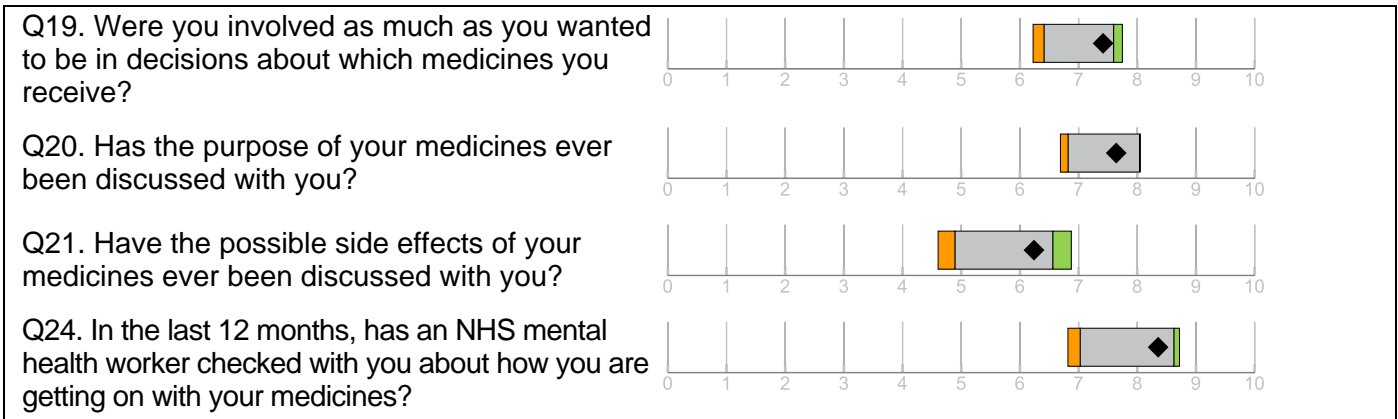 Q19. Were you involved as much as you wanted
to be in decisions about which medicines you
receive?
0 1 2 3 4 5 6 7 8 9 10
Q20. Has the purpose of your medicines ever
been discussed with you?
0 1 2 3 4 5 6 7 8 9 10
Q21. Have the possible side effects of your
medicines ever been discussed with you?
0 1 2 3 4 5 6 7 8 9 10
Q24. In the last 12 months, has an NHS mental
health worker checked with you about how you are
getting on with your medicines?
0 1 2 3 4 5 6 7 8 9 10